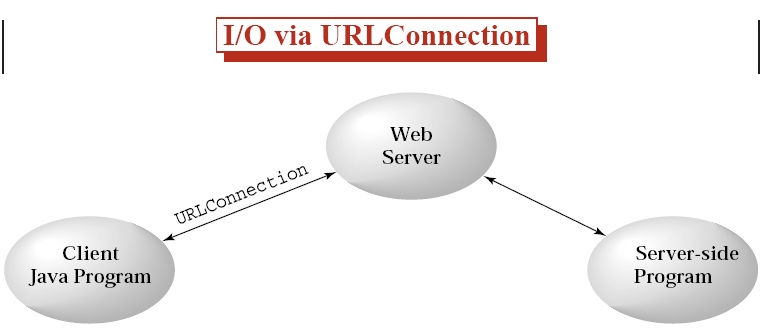 I/O via URLConnection
Web
Server
URLConnection
Client
Java Program
Server-side
Program